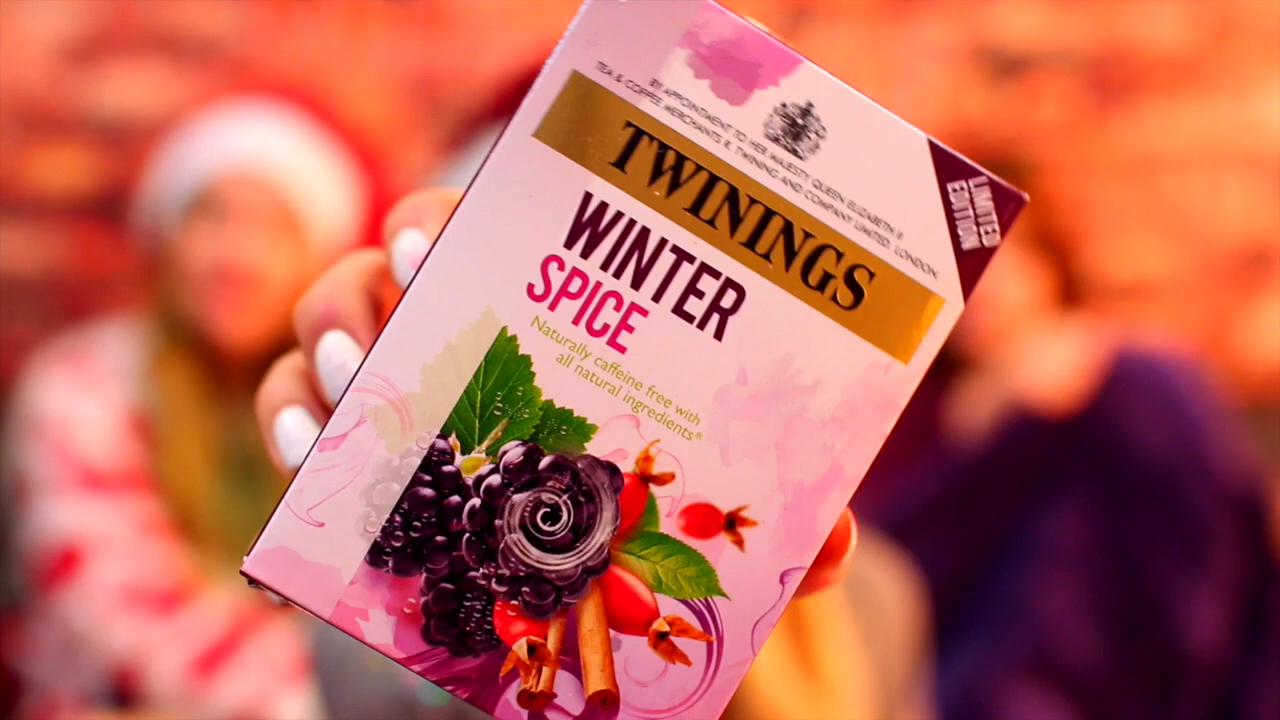 BY APPOINTMENT TO HER MAJESTY QUEEN ELIZABETH II
TEA & COFFEE MERCHANTS R. TWINING AND COMPANY LIMITED, LONDON
TWININGS
LIMITED
EDITION
WINTER
SPICE
Naturally caffeine free with
all natural ingredients*